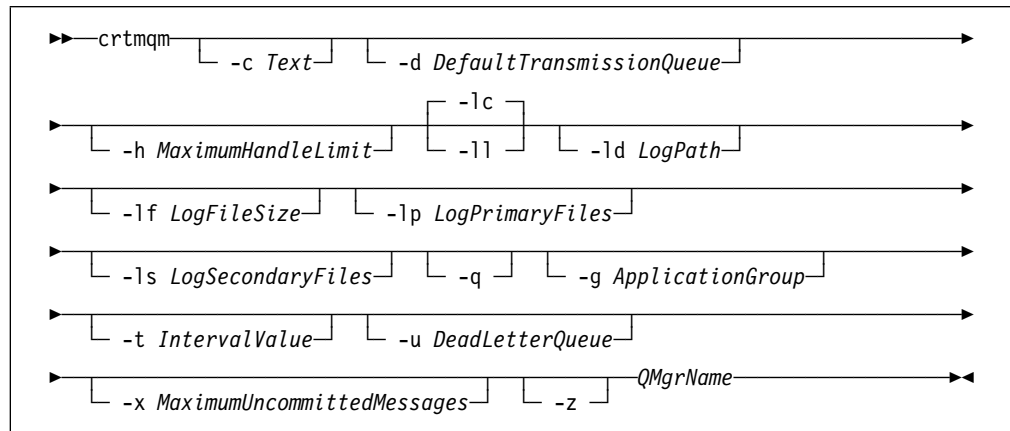 crtmqm
-c Text -d DefaultTransmissionQueue
-lc
-h MaximumHandleLimit -ll -ld LogPath
-lf LogFileSize -lp LogPrimaryFiles
-ls LogSecondaryFiles -q -g ApplicationGroup
-t IntervalValue -u DeadLetterQueue
QMgrName
-x MaximumUncommittedMessages -z